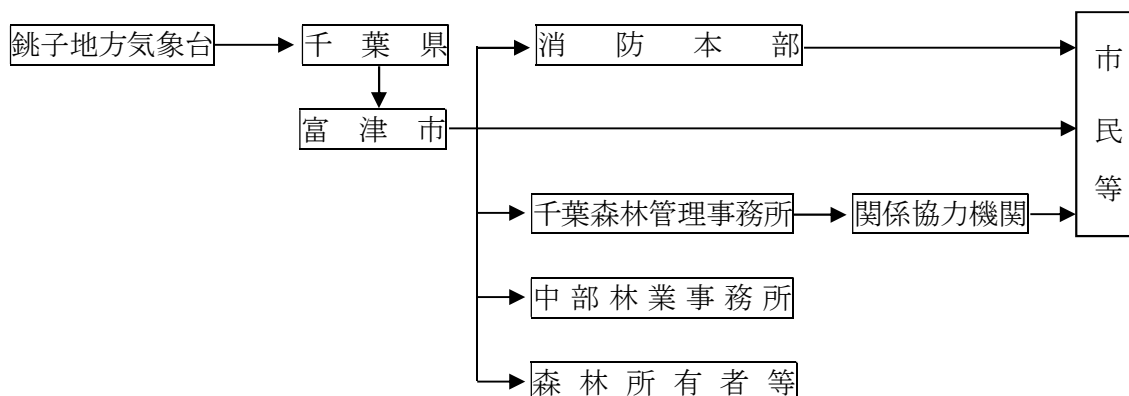 銚子地方気象台
千葉県
消防本部
市民等
富津市
千葉森林管理事務所
関係協力機関
中部林業事務所
森林所有者等